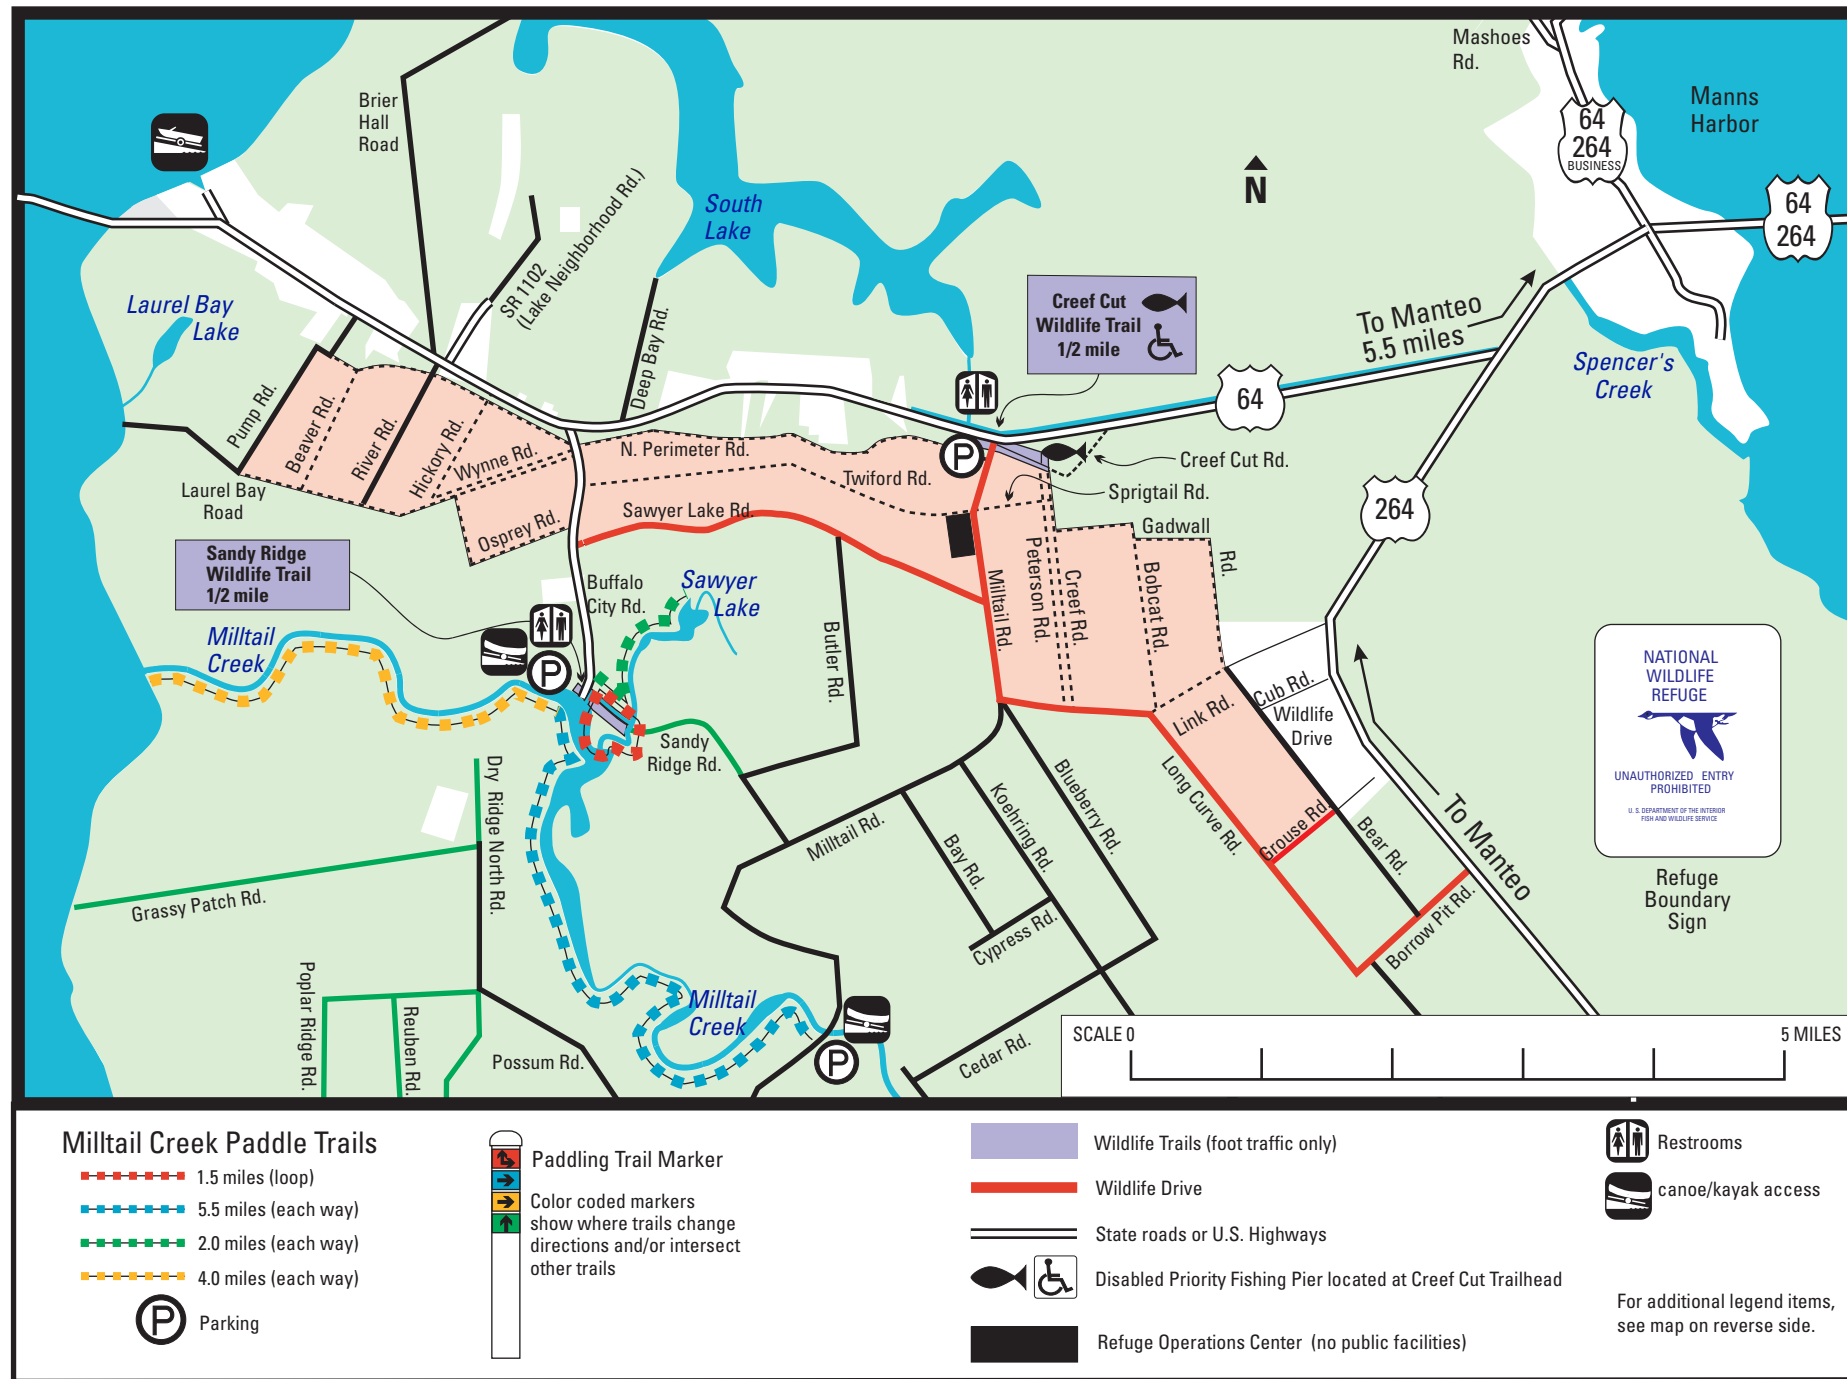 Mashoes
Rd.
Manns
Harbor
Brier
Hall
Road
64
264
BUSINESS
64
264
N
South
Lake
SR 1102
(Lake Neighborhood Rd.)
Laurel Bay
Lake
Creef Cut
Wildlife Trail
1/2 mile
To Manteo
5.5 miles
Spencer's
Creek
Deep Bay Rd.
64
Pump Rd.
Beaver Rd.
River Rd.
Hickory Rd.
Wynne Rd.
N. Perimeter Rd.
Twiford Rd.
P
Creef Cut Rd.
Sprigtail Rd.
Laurel Bay
Road
Osprey Rd.
Sawyer Lake Rd.
Gadwall
Rd.
264
Sandy Ridge
Wildlife Trail
1/2 mile
Buffalo
City Rd.
Sawyer
Lake
Milltail Rd.
Peterson Rd.
Creef Rd.
Bobcat Rd.
Butler Rd.
Milltail
Creek
P
Cub Rd.
Wildlife
Drive
Link Rd.
Sandy
Ridge Rd.
NATIONAL
WILDLIFE
REFUGE
UNAUTHORIZED ENTRY
PROHIBITED
U. S. DEPARTMENT OF THE INTERIOR
FISH AND WILDLIFE SERVICE
Refuge
Boundary
Sign
Dry Ridge North Rd.
Milltail Rd.
Bay Rd.
Koehring Rd.
Blueberry Rd.
Long Curve Rd.
Grouse Rd.
Bear Rd.
To Manteo
Borrow Pit Rd.
Grassy Patch Rd.
Cypress Rd.
Poplar Ridge Rd.
Reuben Rd.
Possum Rd.
Milltail
Creek
P
Cedar Rd.
SCALE 0
5 MILES
Milltail Creek Paddle Trails
1.5 miles (loop)
5.5 miles (each way)
2.0 miles (each way)
4.0 miles (each way)
P
Parking
Paddling Trail Marker
Color coded markers
show where trails change
directions and/or intersect
other trails
Wildlife Trails (foot traffic only)
Wildlife Drive
State roads or U.S. Highways
Disabled Priority Fishing Pier located at Creef Cut Trailhead
Refuge Operations Center (no public facilities)
Restrooms
canoe/kayak access
For additional legend items,
see map on reverse side.